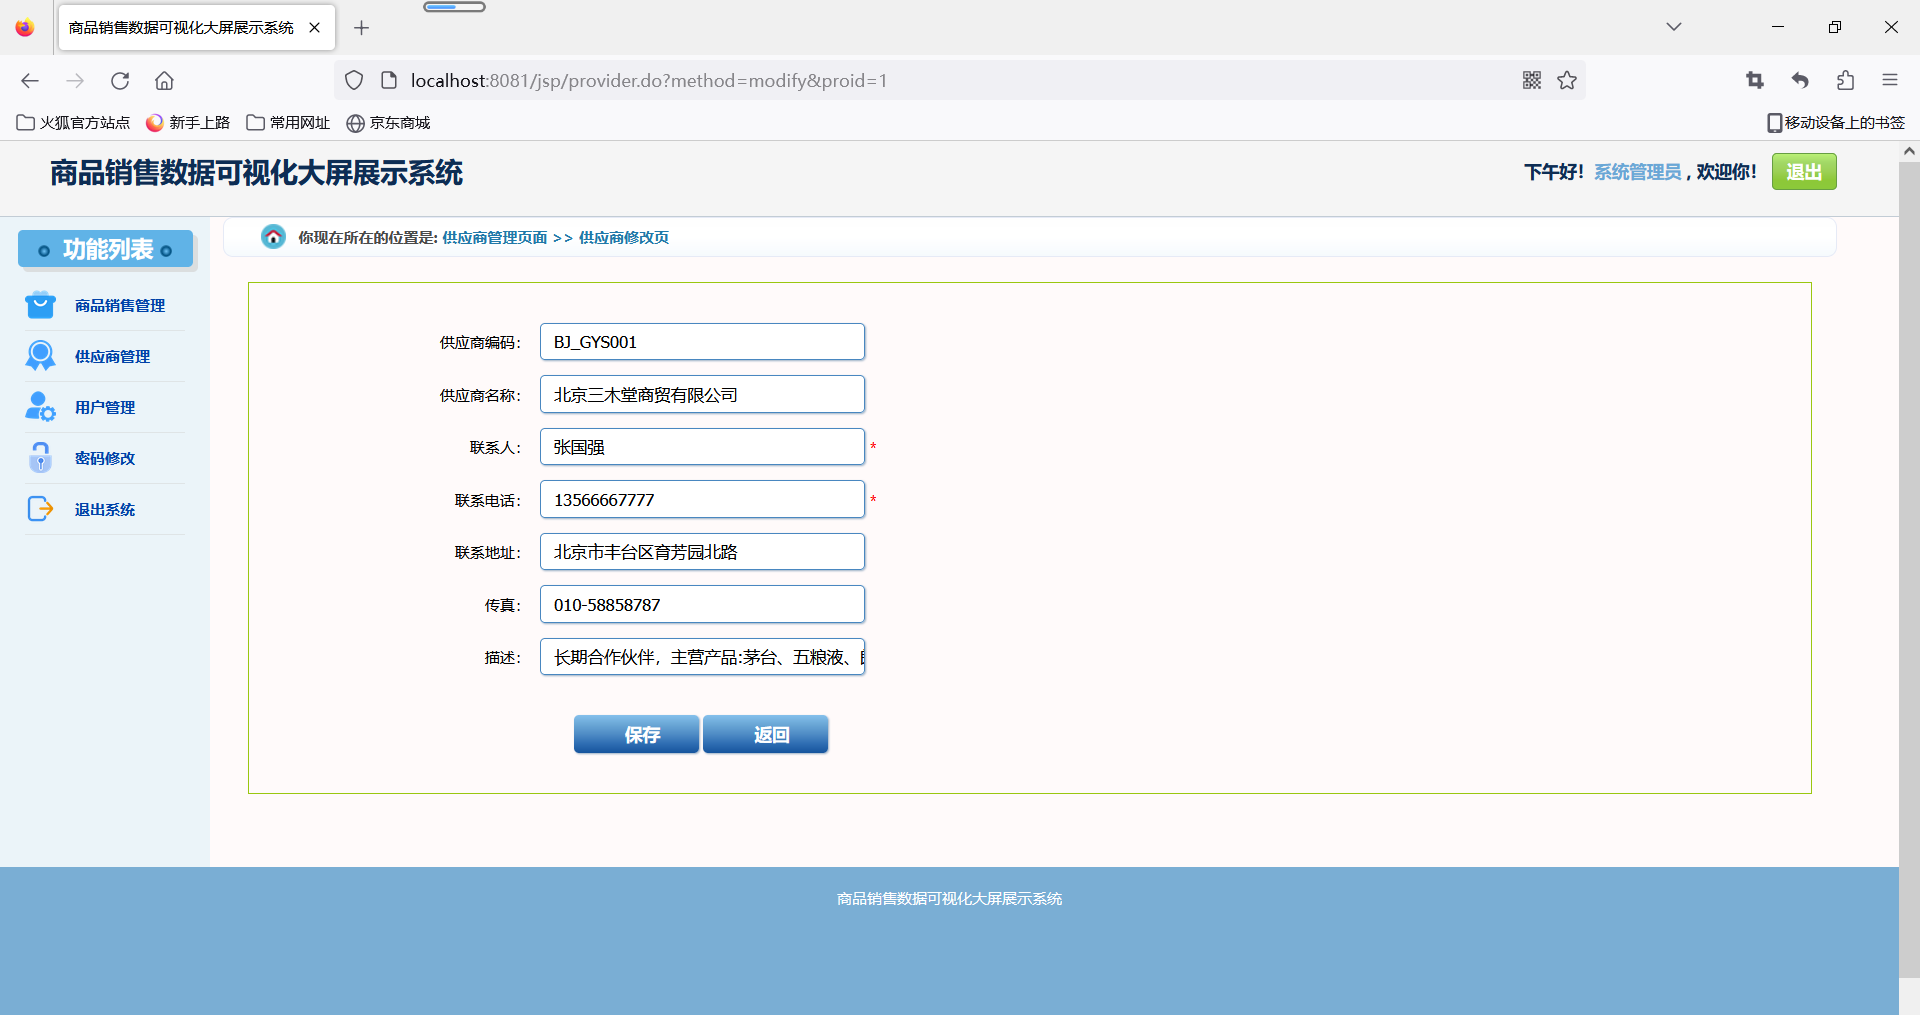 商品销售数据可视化大屏展示系统
localhost:8081/jsp/provider.do?method=modify&proid=1
火狐官方站点 新手上路 常用网址 京东商城 移动设备上的书签
商品销售数据可视化大屏展示系统
下午好！系统管理员，欢迎你！ 退出
功能列表
商品销售管理
供应商管理
用户管理
密码修改
退出系统
你现在所在的位置是: 供应商管理页面 >> 供应商修改页
供应商编码： BJ_GYS001
供应商名称： 北京三木堂商贸有限公司
联系人： 张国强 *
联系电话： 13566667777 *
联系地址： 北京市丰台区育芳园北路
传真： 010-58858787
描述： 长期合作伙伴，主营产品:茅台、五粮液、
保存 返回
商品销售数据可视化大屏展示系统